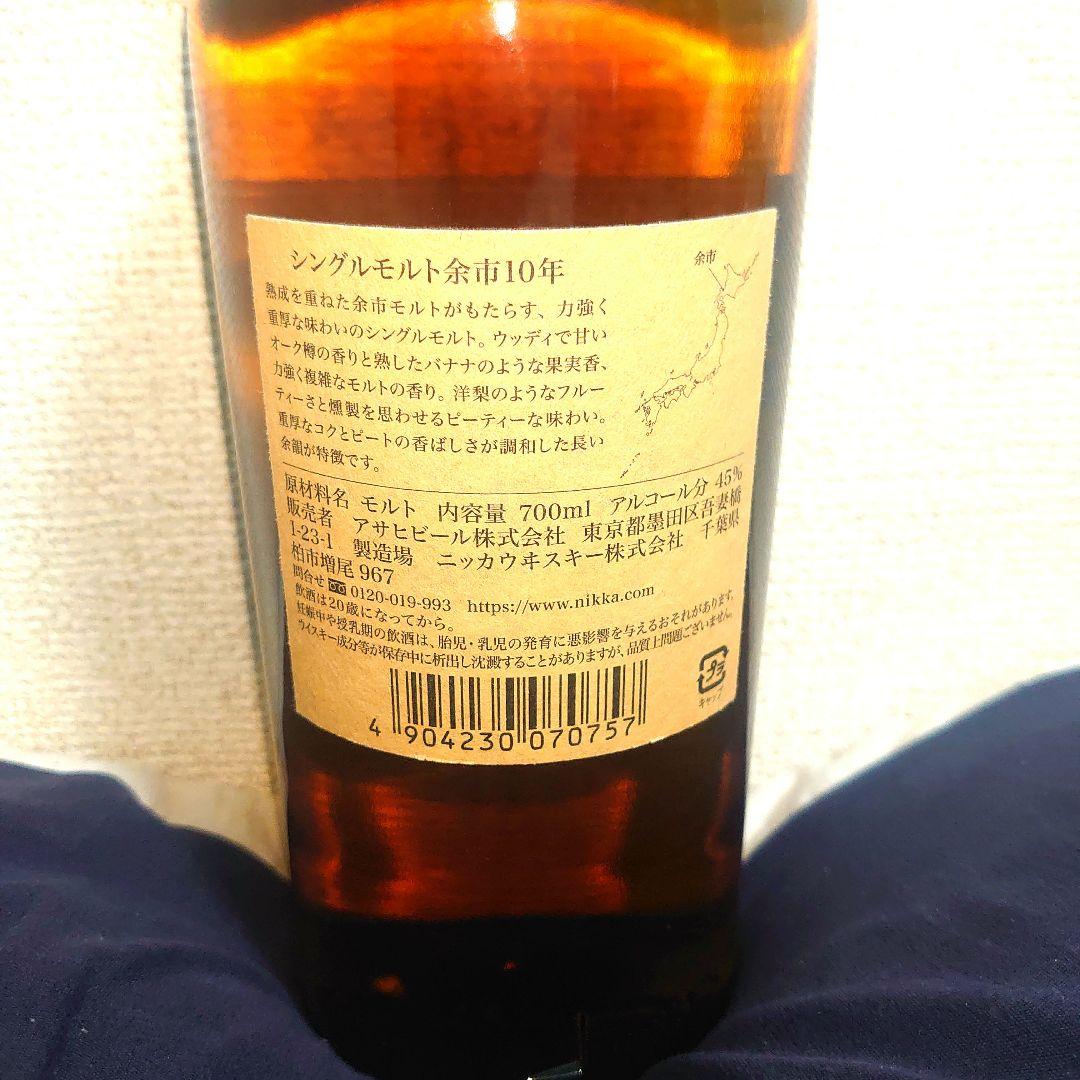 シングルモルト余市10年
熟成を重ねた余市モルトがもたらす、力強く
重厚な味わいのシングルモルト。ウッディで甘い
オーク樽の香りと熟したバナナのような果実香、
力強く複雑なモルトの香り。洋梨のようなフルー
ティーさと燻製を思わせるピーティーな味わい。
重厚なコクとピートの香ばしさが調和した長い
余韻が特徴です。
余市
原材料名 モルト 内容量 700ml アルコール分 45%
販売者 アサヒビール株式会社 東京都墨田区吾妻橋
1-23-1 製造場 ニッカウヰスキー株式会社 千葉県
柏市増尾 967
問合せ 0120-019-993 https://www.nikka.com
飲酒は20歳になってから。
妊娠中や授乳期の飲酒は、胎児・乳児の発育に悪影響を与えるおそれがあります。
ウイスキー成分等が保存中に析出し沈澱することがありますが、品質上問題ございません。
プラ
キャップ
4 904230 070757